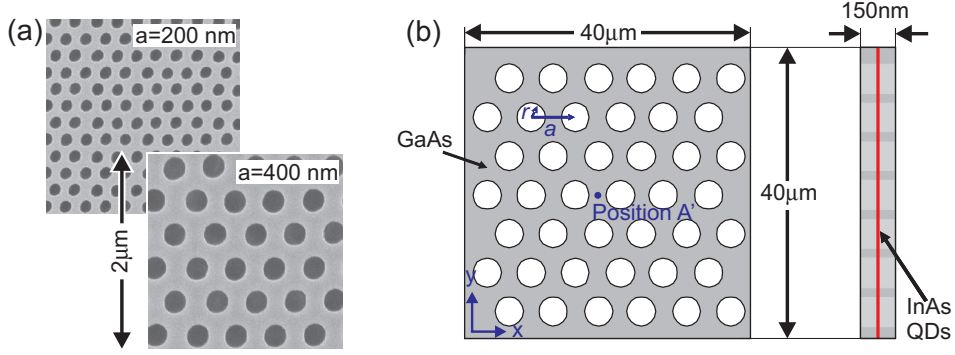 (a)
a=200 nm
a=400 nm
2μm
(b)
40μm
150nm
r
a
GaAs
Position A'
40μm
y
x
InAs
QDs